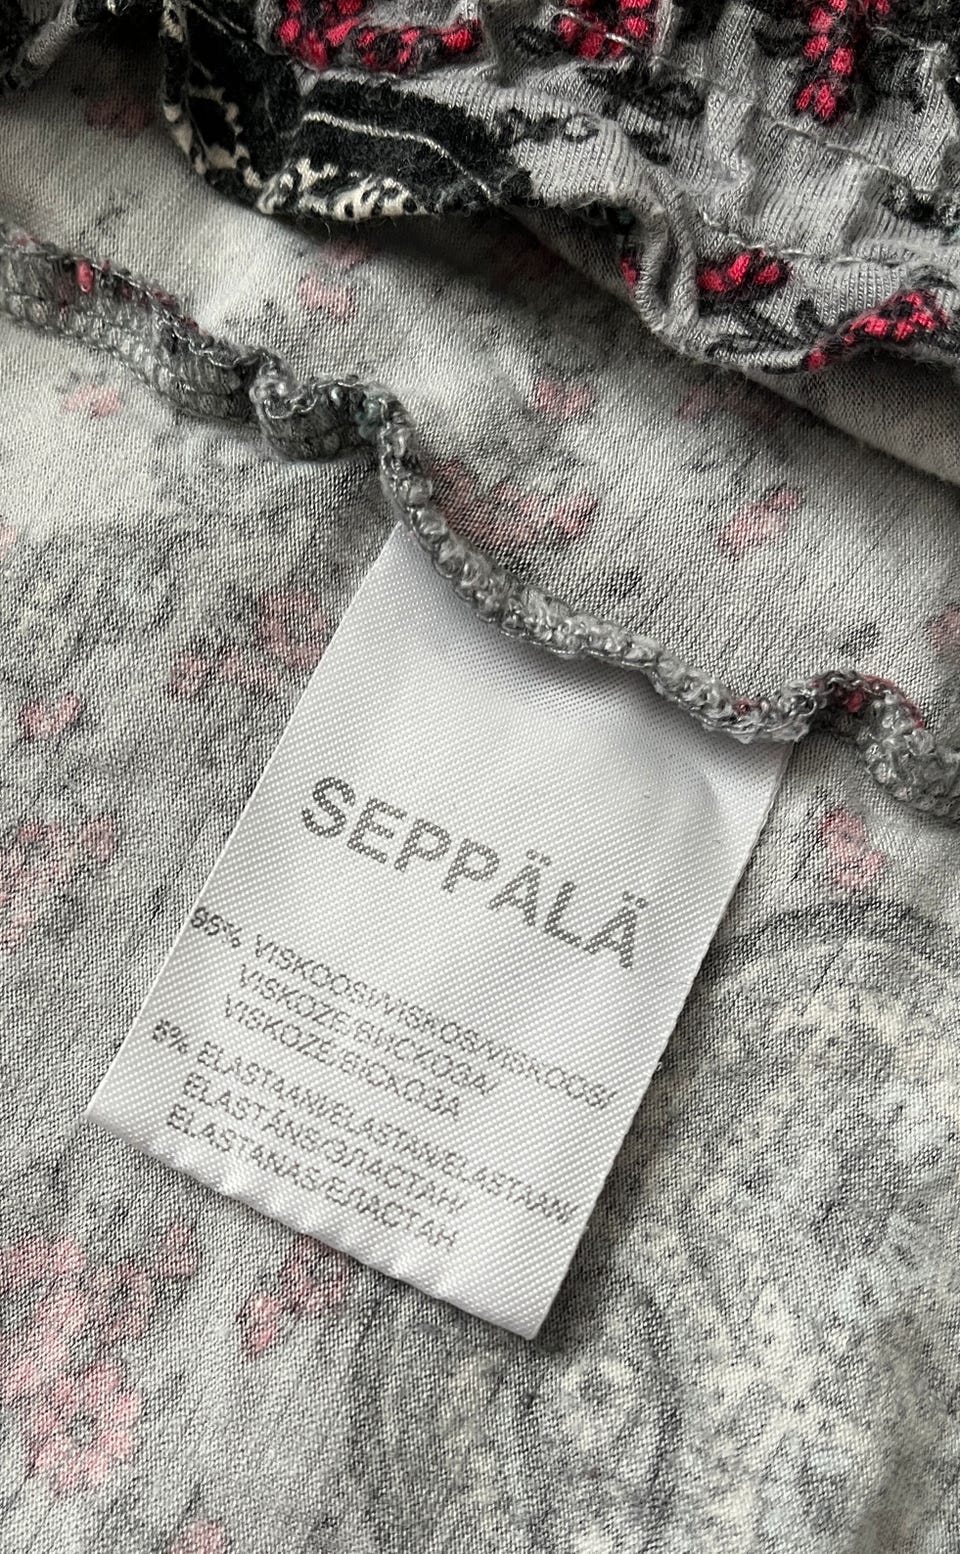 SEPPÄLÄ
95% VISKOOSI/VISKOS/VISKOOS/
VISKOZE/ВИСКОЗА/
VISKOZE/ВІСКОЗА
5% ELASTAANI/ELASTAN/ELASTAAN/
ELASTĀNS/ЭЛАСТАН/
ELASTANAS/ЕЛАСТАН